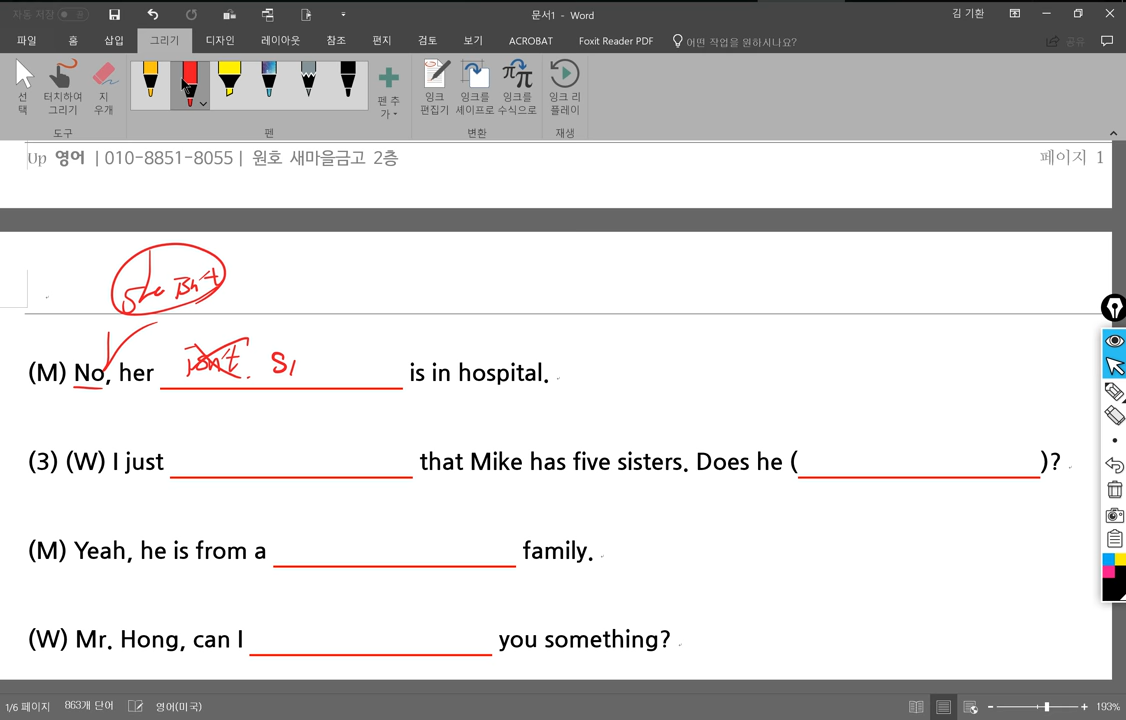 자동 저장
문서1 - Word
김 기환
파일 홈 삽입 그리기 디자인 레이아웃 참조 편지 검토 보기 ACROBAT Foxit Reader PDF 어떤 작업을 원하시나요? 공유
선택 터치하여 그리기 지우개 펜 추가 잉크 편집기 잉크를 셰이프로 잉크를 수식으로 잉크 리플레이
도구 펜 변환 재생
Up 영어 | 010-8851-8055 | 원호 새마을금고 2층 페이지 1
She isn't
(M) No, her isn't. is in hospital.
(3) (W) I just that Mike has five sisters. Does he ( )?
(M) Yeah, he is from a family.
(W) Mr. Hong, can I you something?
1/6 페이지 863개 단어 영어(미국) 193%